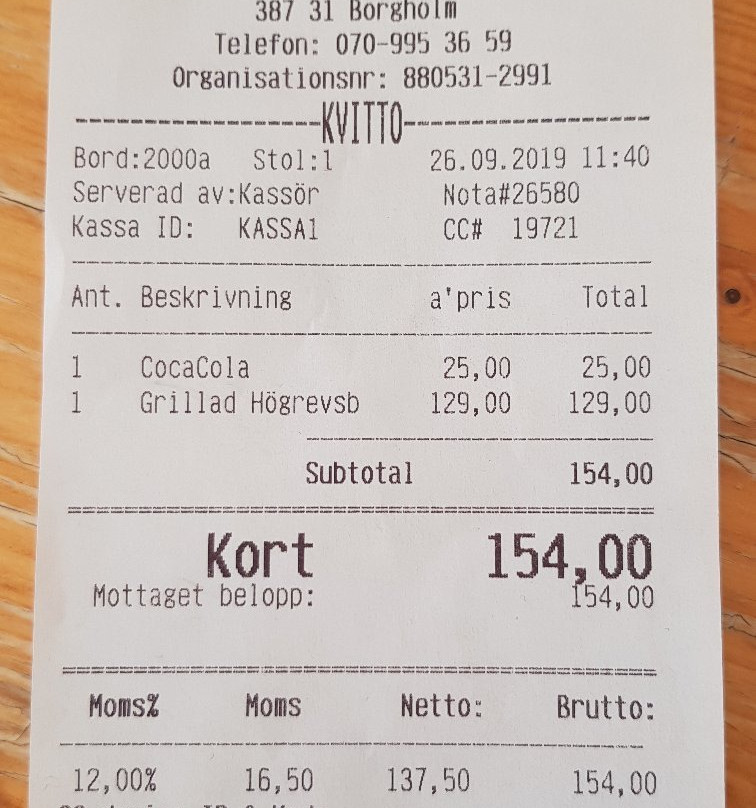 387 31 Borgholm
Telefon: 070-995 36 59
Organisationsnr: 880531-2991
KVITTO
Bord:2000a Stol:1 26.09.2019 11:40
Serverad av:Kassör Nota#26580
Kassa ID: KASSA1 CC# 19721
Ant. Beskrivning a'pris Total
1 CocaCola 25,00 25,00
1 Grillad Högrevsb 129,00 129,00
Subtotal 154,00
Kort 154,00
Mottaget belopp: 154,00
Moms% Moms Netto: Brutto:
12,00% 16,50 137,50 154,00